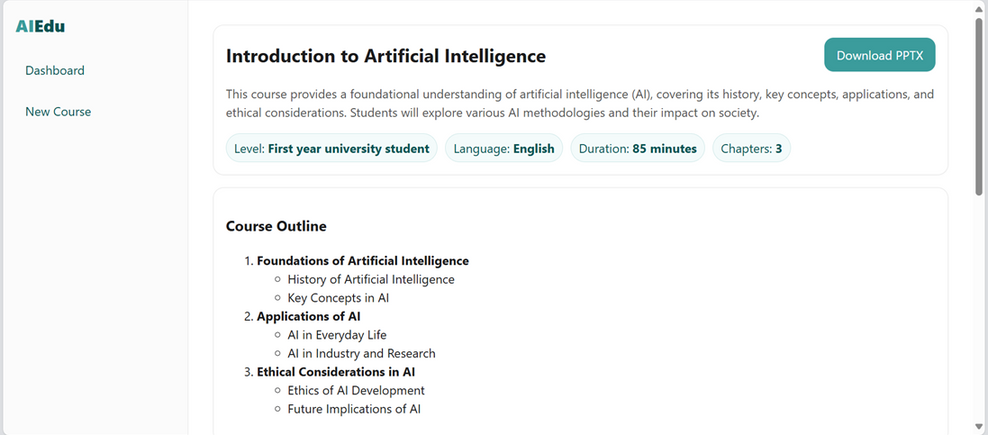 AIEdu
Dashboard
New Course
Introduction to Artificial Intelligence
Download PPTX
This course provides a foundational understanding of artificial intelligence (AI), covering its history, key concepts, applications, and
ethical considerations. Students will explore various AI methodologies and their impact on society.
Level: First year university student
Language: English
Duration: 85 minutes
Chapters: 3
Course Outline
1. Foundations of Artificial Intelligence
History of Artificial Intelligence
Key Concepts in AI
2. Applications of AI
AI in Everyday Life
AI in Industry and Research
3. Ethical Considerations in AI
Ethics of AI Development
Future Implications of AI